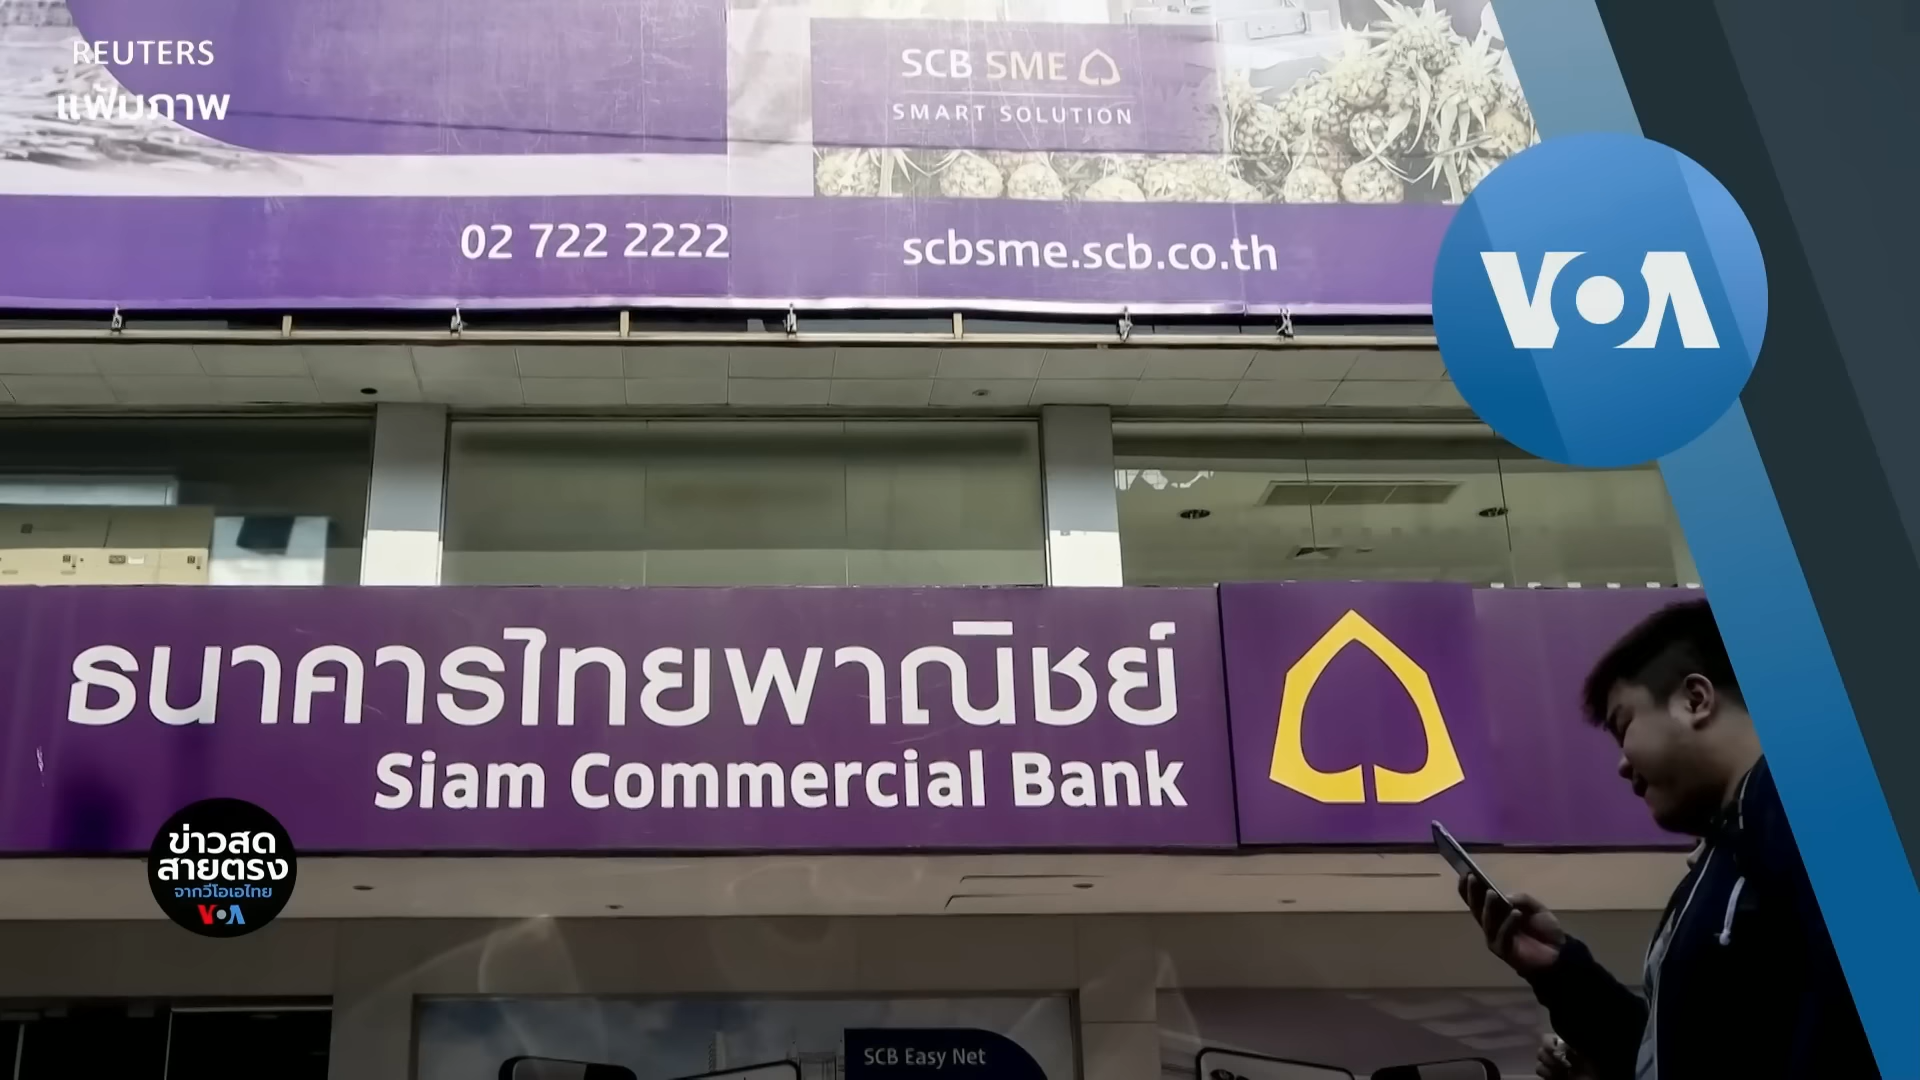 REUTERS
แฟ้มภาพ
SCB SME
SMART SOLUTION
02 722 2222
scbsme.scb.co.th
VOA
ธนาคารไทยพาณิชย์
Siam Commercial Bank
ข่าวสด
สายตรง
จากวีโอเอไทย
VOA
SCB Easy Net